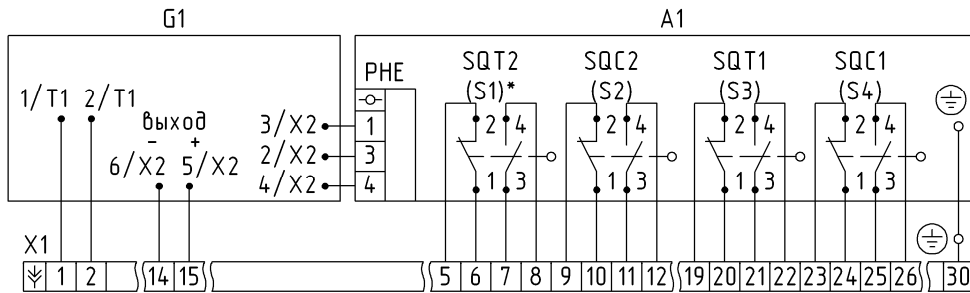 G1 A1
SQT2 SQC2 SQT1 SQC1
PHE (S1)* (S2) (S3) (S4)
1/T1 2/T1
выход 3/X2 1 2 4 2 4 2 4 2 4
- +
6/X2 5/X2 2/X2 3
4/X2 4 1 3 1 3 1 3 1 3
X1
1 2 14 15 5 6 7 8 9 10 11 12 19 20 21 22 23 24 25 26 30